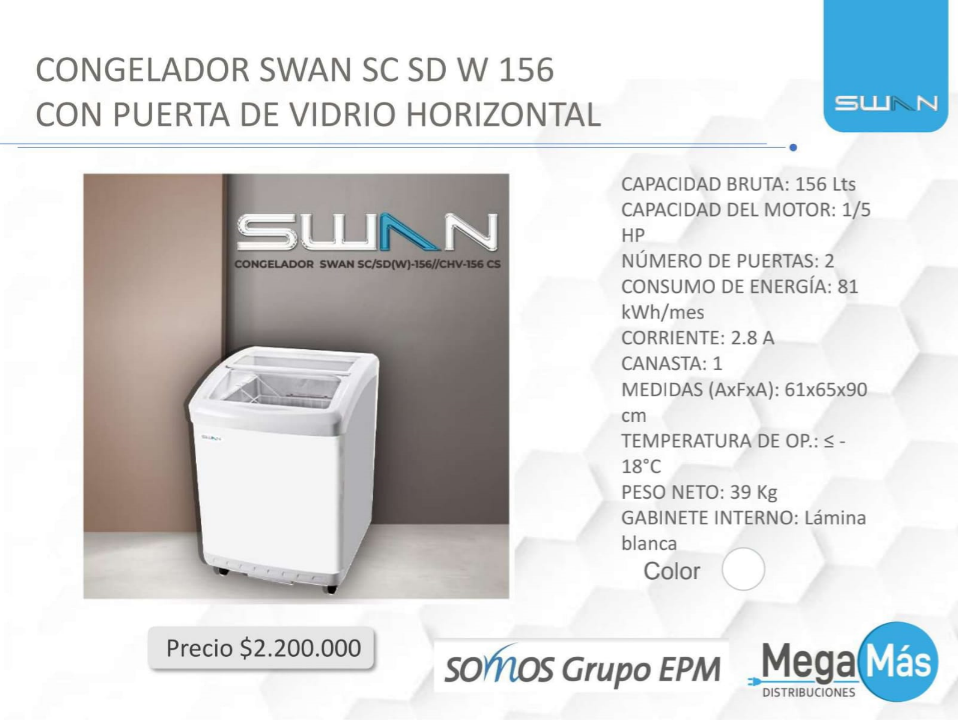 CONGELADOR SWAN SC SD W 156
CON PUERTA DE VIDRIO HORIZONTAL
SWAN
SWAN
CONGELADOR SWAN SC/SD(W)-156//CHV-156 CS
SWAN
CAPACIDAD BRUTA: 156 Lts
CAPACIDAD DEL MOTOR: 1/5
HP
NÚMERO DE PUERTAS: 2
CONSUMO DE ENERGÍA: 81
kWh/mes
CORRIENTE: 2.8 A
CANASTA: 1
MEDIDAS (AxFxA): 61x65x90
cm
TEMPERATURA DE OP.: ≤ -
18°C
PESO NETO: 39 Kg
GABINETE INTERNO: Lámina
blanca
Color
Precio $2.200.000
SOMOS Grupo EPM
Mega Más
DISTRIBUCIONES